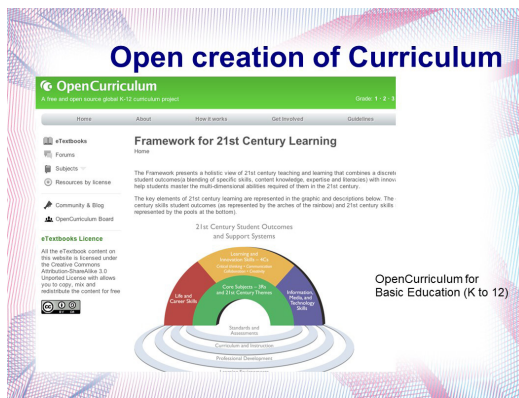 Open creation of Curriculum
OpenCurriculum
A free and open source global K-12 curriculum project
Grade: 1 - 2 - 3
Home About How it works Get Involved Guidelines
eTextbooks
Forums
Subjects
Resources by license
Community & Blog
OpenCurriculum Board
eTextbooks Licence
All the eTextbook content on
this website is licensed under
the Creative Commons
Attribution-ShareAlike 3.0
Unported License with allows
you to copy, mix and
redistribute the content for free
cc
BY SA
Framework for 21st Century Learning
Home
The Framework presents a holistic view of 21st century teaching and learning that combines a discrete
student outcomes(a blending of specific skills, content knowledge, expertise and literacies) with innov
help students master the multi-dimensional abilities required of them in the 21st century.
The key elements of 21st century learning are represented in the graphic and descriptions below. The
century skills student outcomes (as represented by the arches of the rainbow) and 21st century skills
represented by the pools at the bottom).
21st Century Student Outcomes
and Support Systems
Learning and
Innovation Skills – 4Cs
Critical thinking • Communication
Collaboration • Creativity
Core Subjects – 3Rs
and 21st Century Themes
Life and
Career Skills
Information,
Media, and
Technology
Skills
Standards and
Assessments
Curriculum and Instruction
Professional Development
OpenCurriculum for
Basic Education (K to 12)